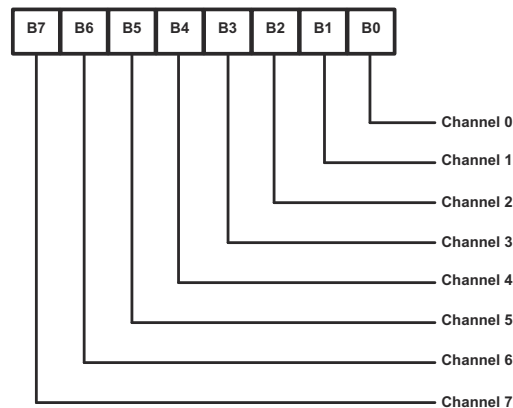 B7 B6 B5 B4 B3 B2 B1 B0
Channel 0
Channel 1
Channel 2
Channel 3
Channel 4
Channel 5
Channel 6
Channel 7